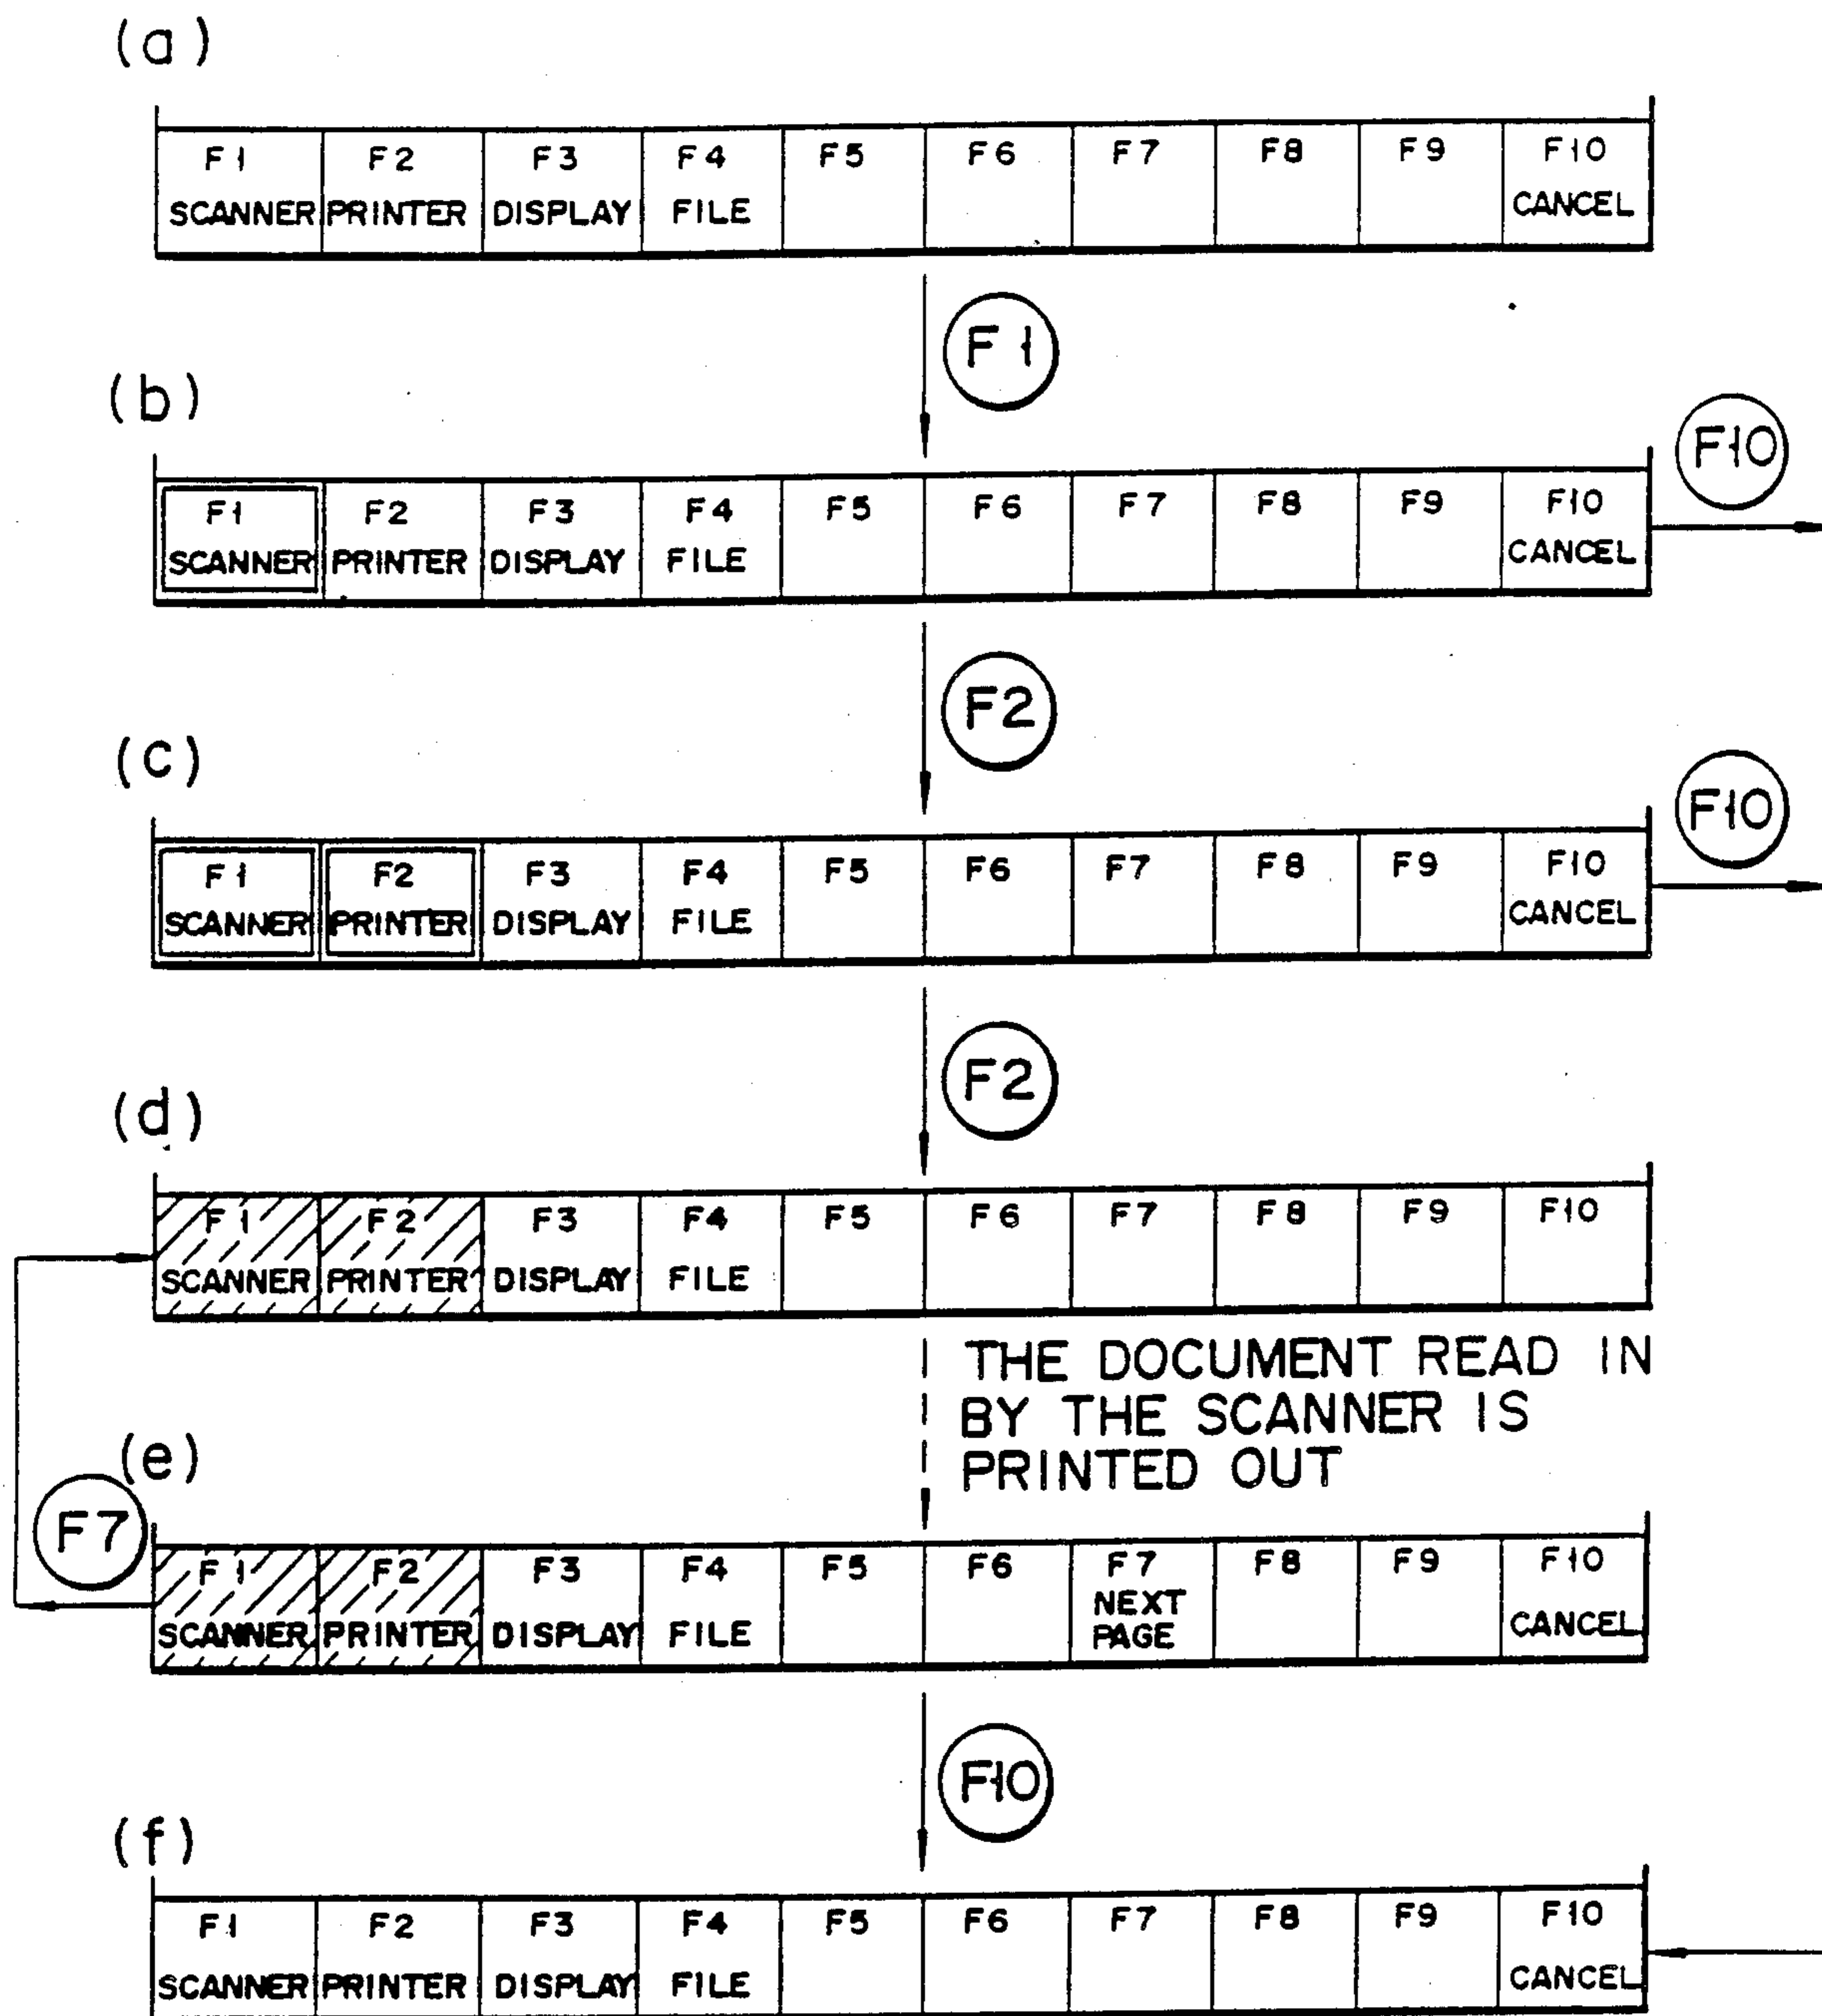 (a)
F1 F2 F3 F4 F5 F6 F7 F8 F9 F10
SCANNER PRINTER DISPLAY FILE CANCEL
F1
(b)
F10
F1 F2 F3 F4 F5 F6 F7 F8 F9 F10
SCANNER PRINTER DISPLAY FILE CANCEL
F2
(c)
F10
F1 F2 F3 F4 F5 F6 F7 F8 F9 F10
SCANNER PRINTER DISPLAY FILE CANCEL
F2
(d)
F1 F2 F3 F4 F5 F6 F7 F8 F9 F10
SCANNER PRINTER DISPLAY FILE
THE DOCUMENT READ IN
BY THE SCANNER IS
PRINTED OUT
(e)
F7
F1 F2 F3 F4 F5 F6 F7 F8 F9 F10
NEXT
SCANNER PRINTER DISPLAY FILE PAGE CANCEL
F10
(f)
F1 F2 F3 F4 F5 F6 F7 F8 F9 F10
SCANNER PRINTER DISPLAY FILE CANCEL